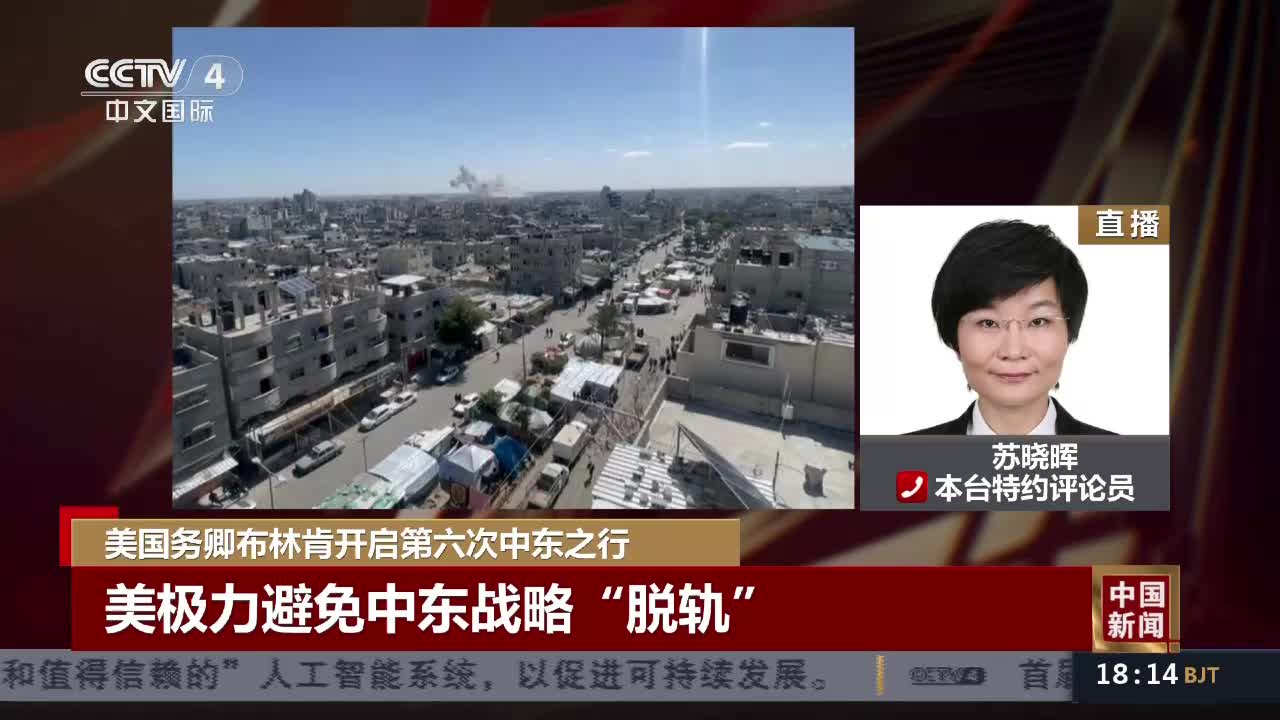 CCTV 4
中文国际
直播
苏晓晖
本台特约评论员
美国务卿布林肯开启第六次中东之行
美极力避免中东战略“脱轨”
中国
新闻
和值得信赖的”人工智能系统，以促进可持续发展。 CCTV 4 首届
18:14 BJT